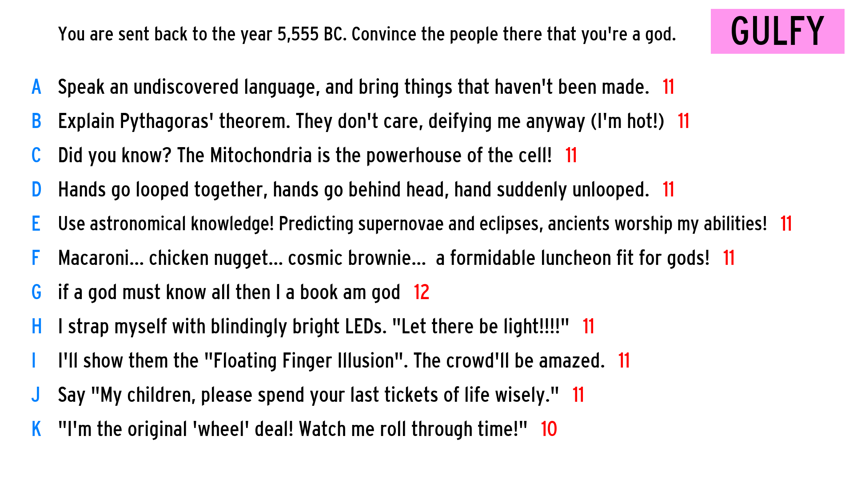 You are sent back to the year 5,555 BC. Convince the people there that you're a god.
GULFY
A Speak an undiscovered language, and bring things that haven't been made. 11
B Explain Pythagoras' theorem. They don't care, deifying me anyway (I'm hot!) 11
C Did you know? The Mitochondria is the powerhouse of the cell! 11
D Hands go looped together, hands go behind head, hand suddenly unlooped. 11
E Use astronomical knowledge! Predicting supernovae and eclipses, ancients worship my abilities! 11
F Macaroni... chicken nugget... cosmic brownie... a formidable luncheon fit for gods! 11
G if a god must know all then I a book am god 12
H I strap myself with blindingly bright LEDs. "Let there be light!!!!" 11
I I'll show them the "Floating Finger Illusion". The crowd'll be amazed. 11
J Say "My children, please spend your last tickets of life wisely." 11
K "I'm the original 'wheel' deal! Watch me roll through time!" 10